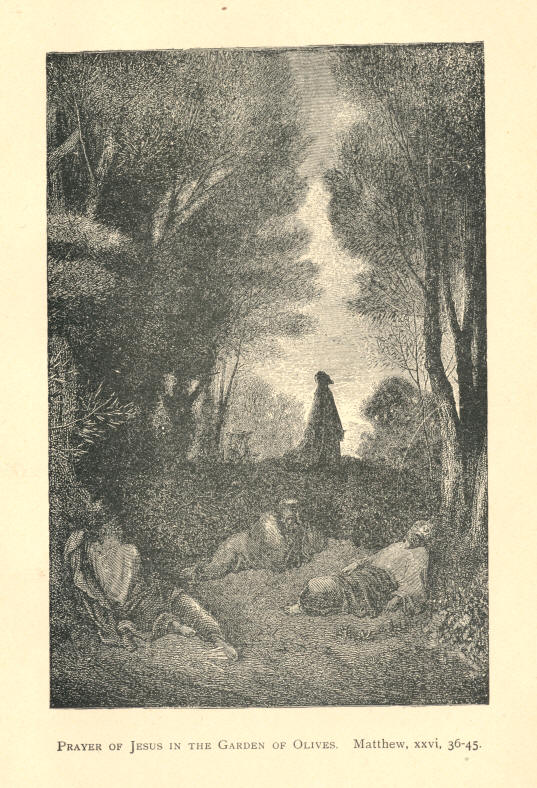 Prayer of Jesus in the Garden of Olives. Matthew, xxvi, 36-45.